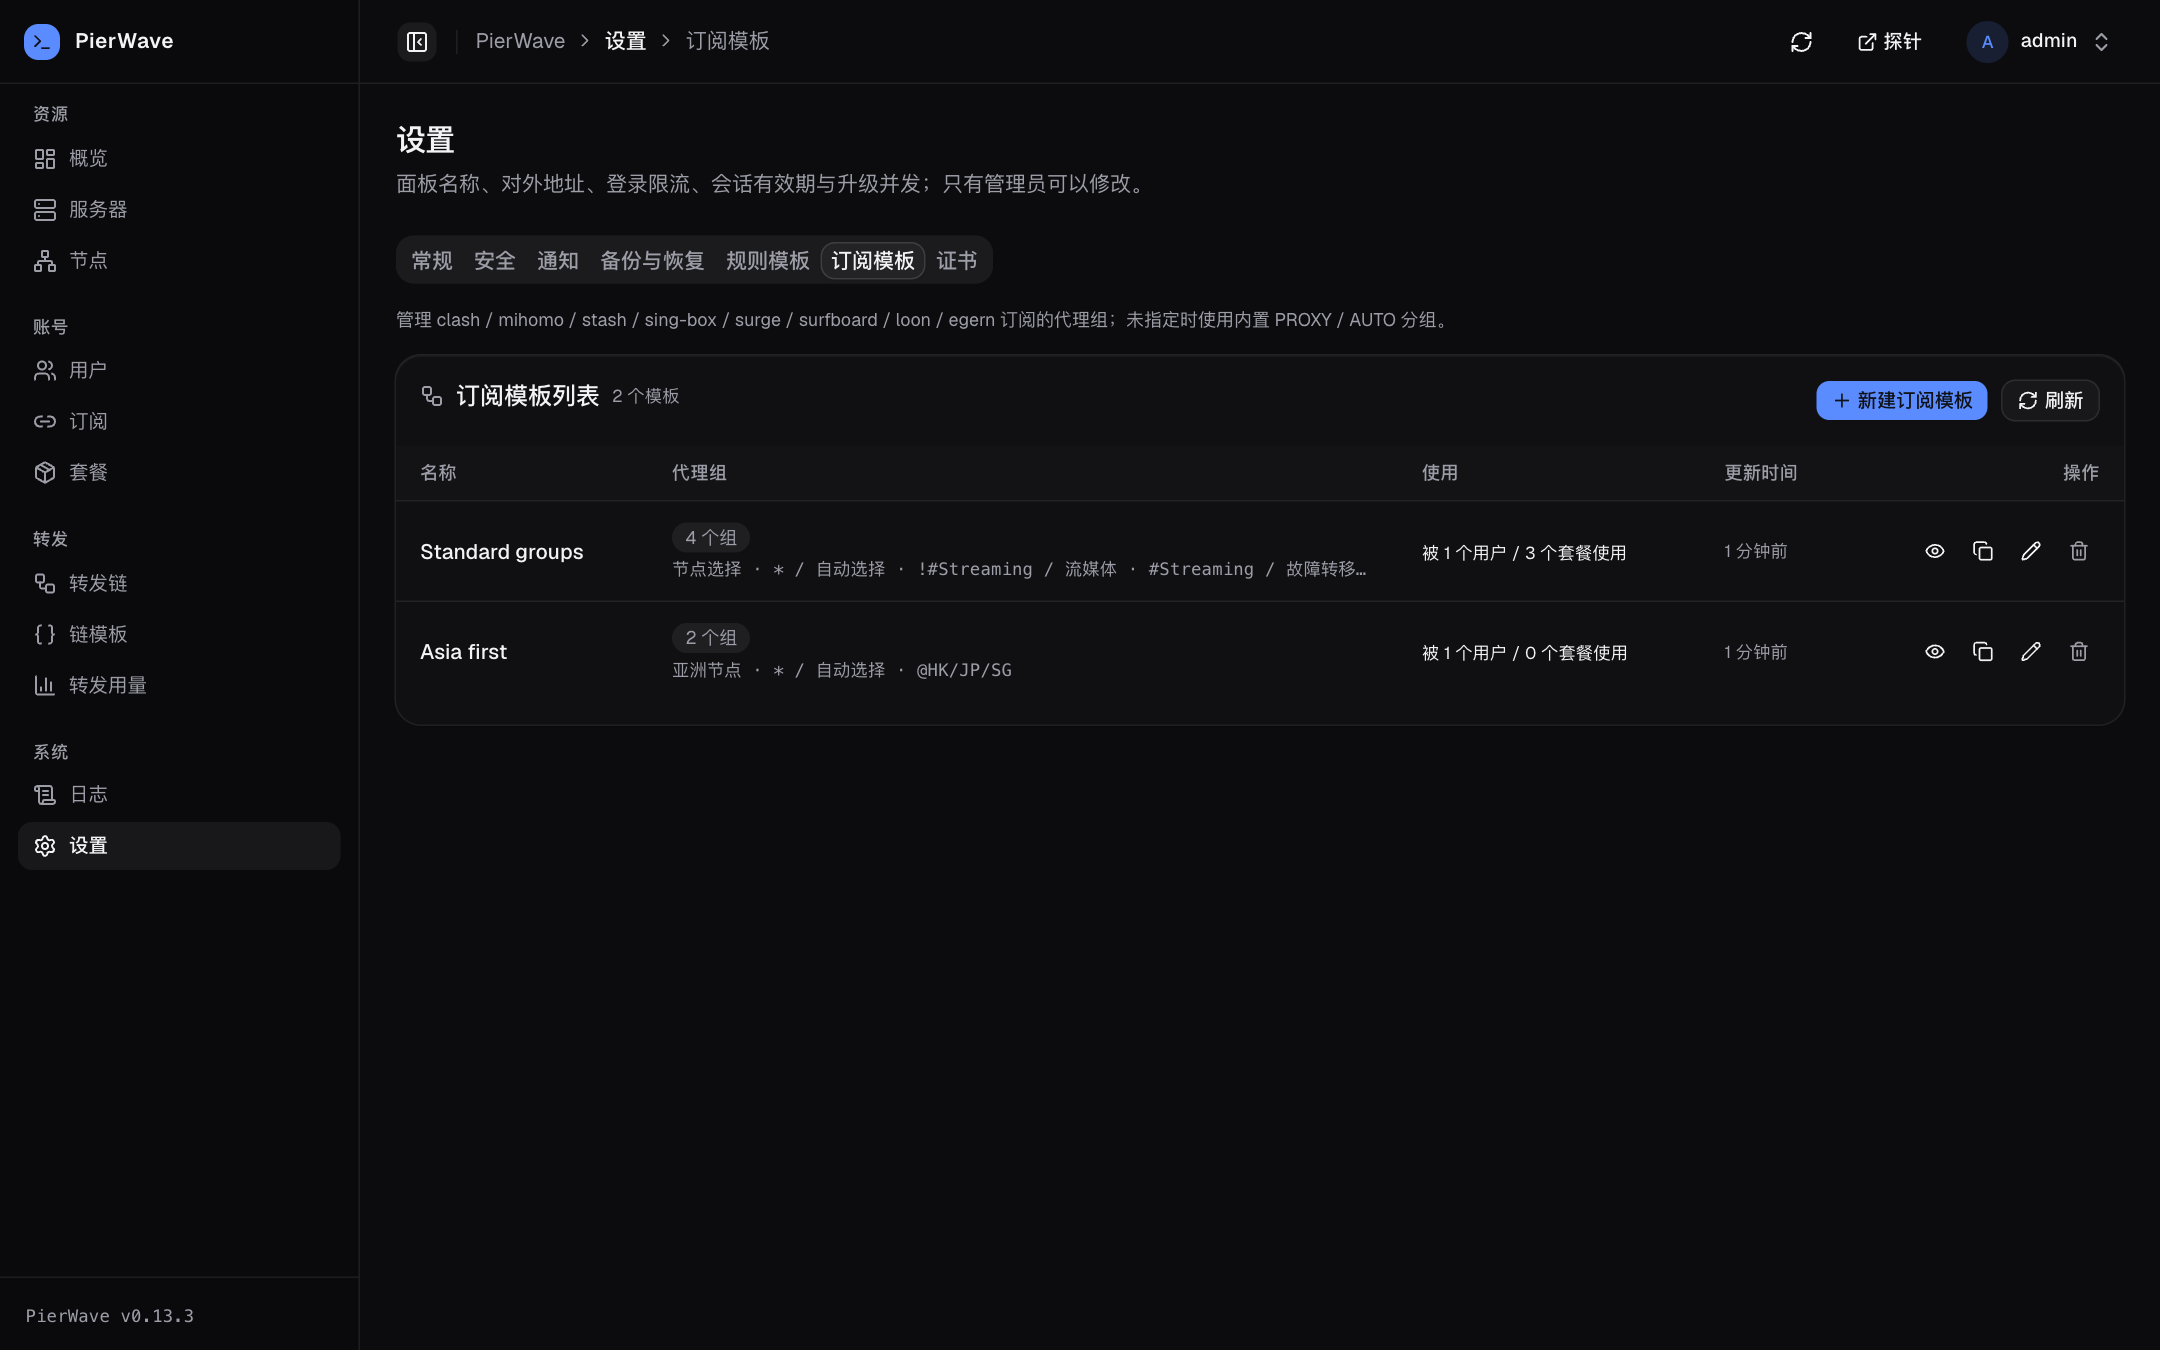 PierWave
PierWave > 设置 > 订阅模板
探针
A
admin
资源
概览
服务器
节点
账号
用户
订阅
套餐
转发
转发链
链模板
转发用量
系统
日志
设置
PierWave v0.13.3
设置
面板名称、对外地址、登录限流、会话有效期与升级并发；只有管理员可以修改。
常规 安全 通知 备份与恢复 规则模板 订阅模板 证书
管理 clash / mihomo / stash / sing-box / surge / surfboard / loon / egern 订阅的代理组；未指定时使用内置 PROXY / AUTO 分组。
订阅模板列表 2 个模板
新建订阅模板
刷新
名称 代理组 使用 更新时间 操作
4 个组
Standard groups
节点选择 · * / 自动选择 · !#Streaming / 流媒体 · #Streaming / 故障转移…
被 1 个用户 / 3 个套餐使用
1 分钟前
2 个组
Asia first
亚洲节点 · * / 自动选择 · @HK/JP/SG
被 1 个用户 / 0 个套餐使用
1 分钟前